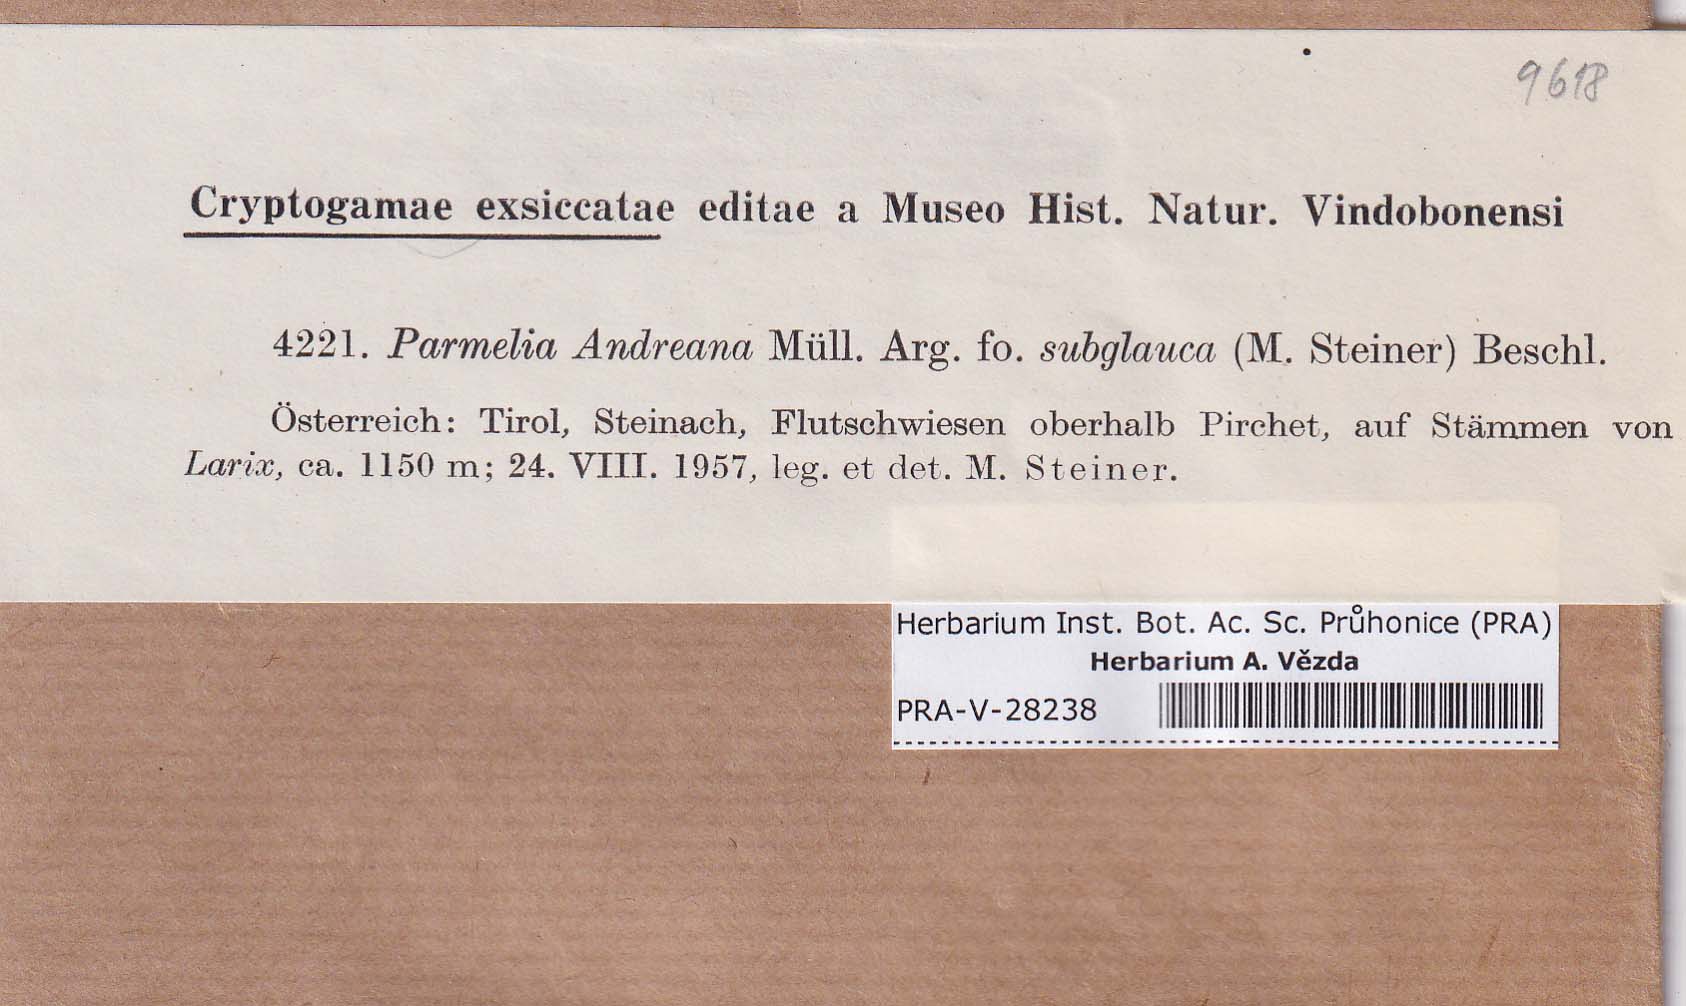 9618
Cryptogamae exsiccatae editae a Museo Hist. Natur. Vindobonensi
4221. Parmelia Andreana Müll. Arg. fo. subglauca (M. Steiner) Beschl.
Österreich: Tirol, Steinach, Flutschwiesen oberhalb Pirchet, auf Stämmen von
Larix, ca. 1150 m; 24. VIII. 1957, leg. et det. M. Steiner.
Herbarium Inst. Bot. Ac. Sc. Průhonice (PRA)
Herbarium A. Vězda
PRA-V-28238